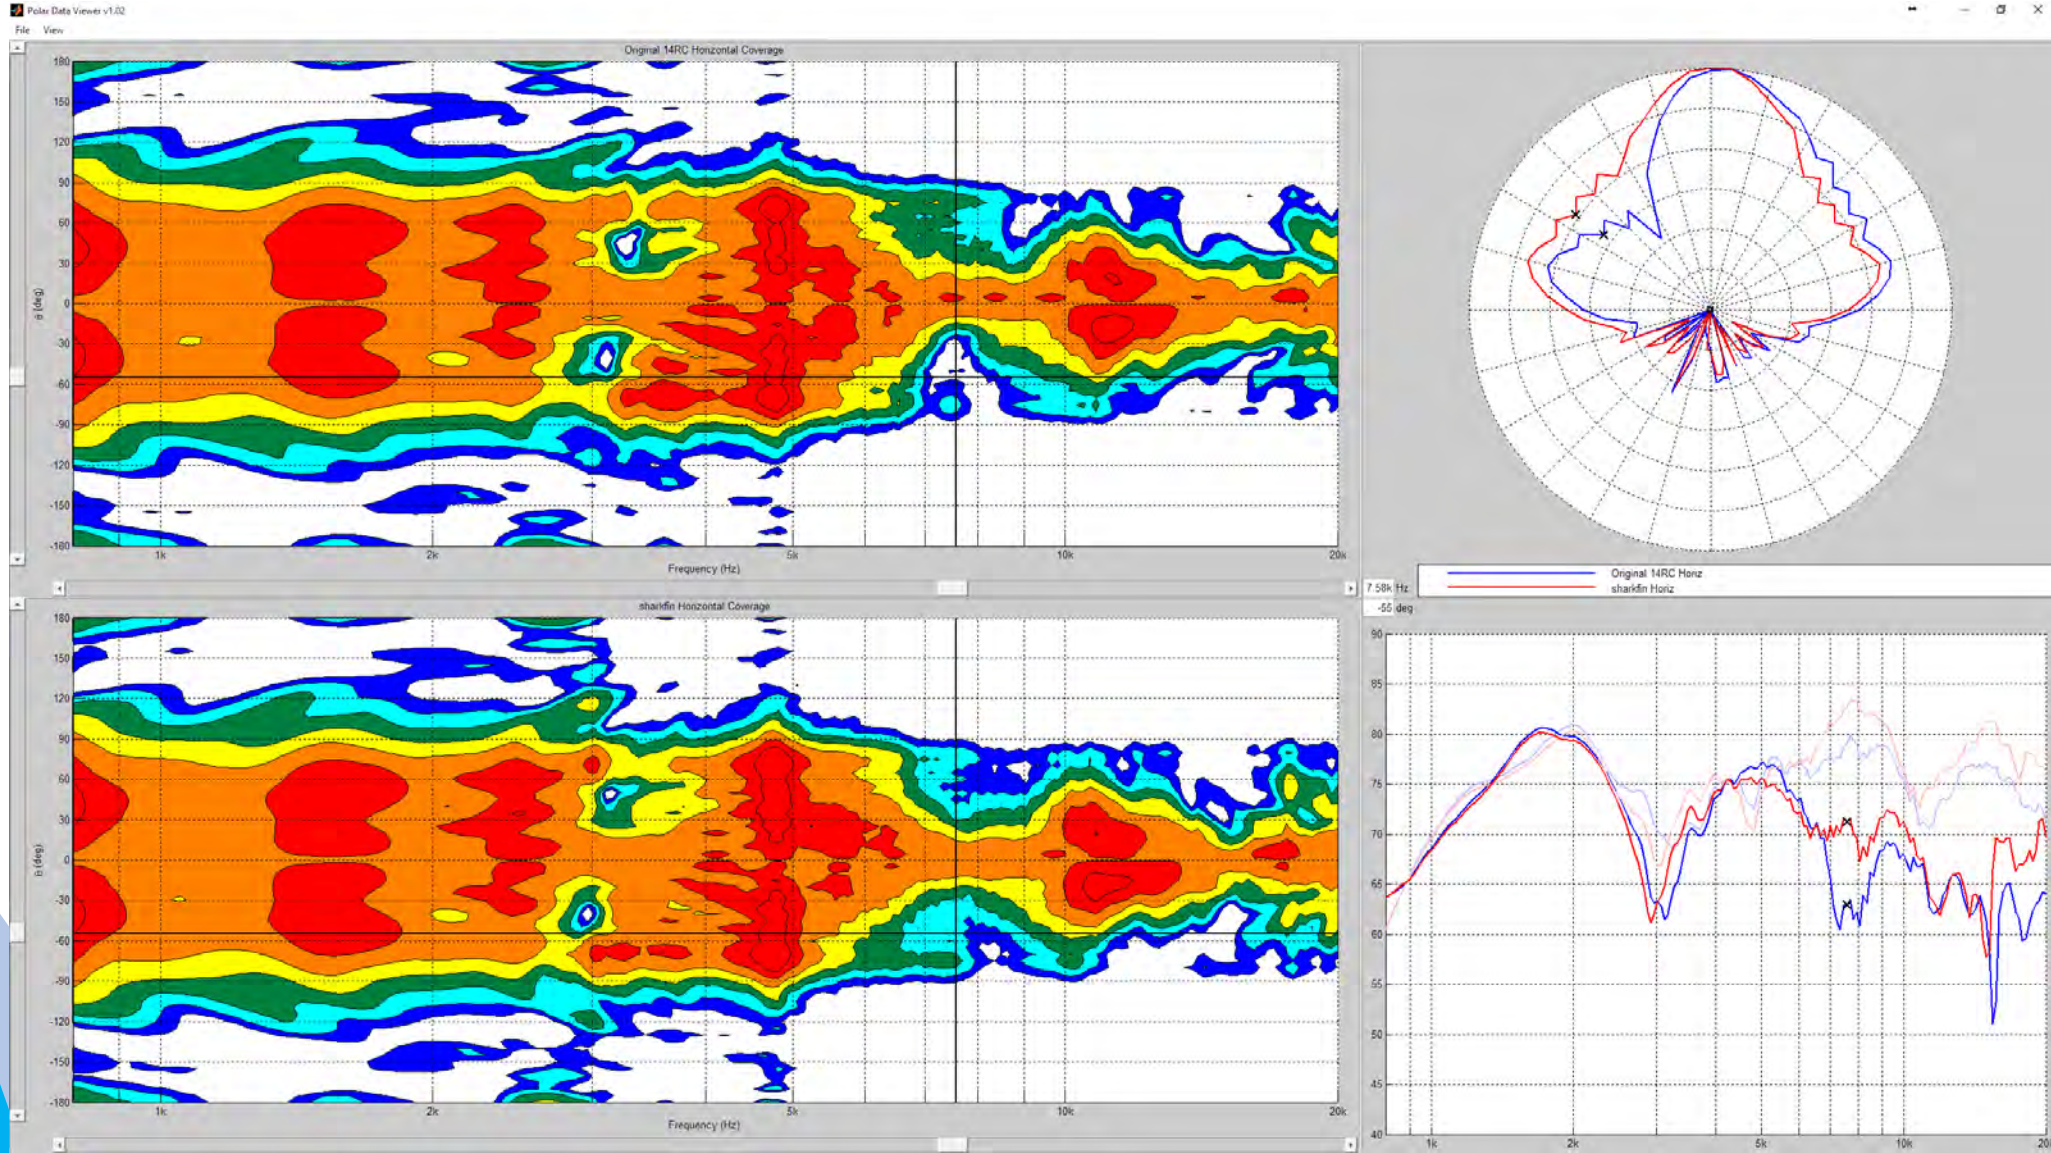 Polar Data Viewer v1.02
File View
Original 14RC Horizontal Coverage
180
150
120
90
60
30
0
-30
-60
-90
-120
-150
-180
θ (deg)
1k 2k 5k 10k 20k
Frequency (Hz)
sharkfin Horizontal Coverage
180
150
120
90
60
30
0
-30
-60
-90
-120
-150
-180
θ (deg)
1k 2k 5k 10k 20k
Frequency (Hz)
7.58k Hz
-55 deg
Original 14RC Horiz
sharkfin Horiz
90
85
80
75
70
65
60
55
50
45
40
1k 2k 5k 10k